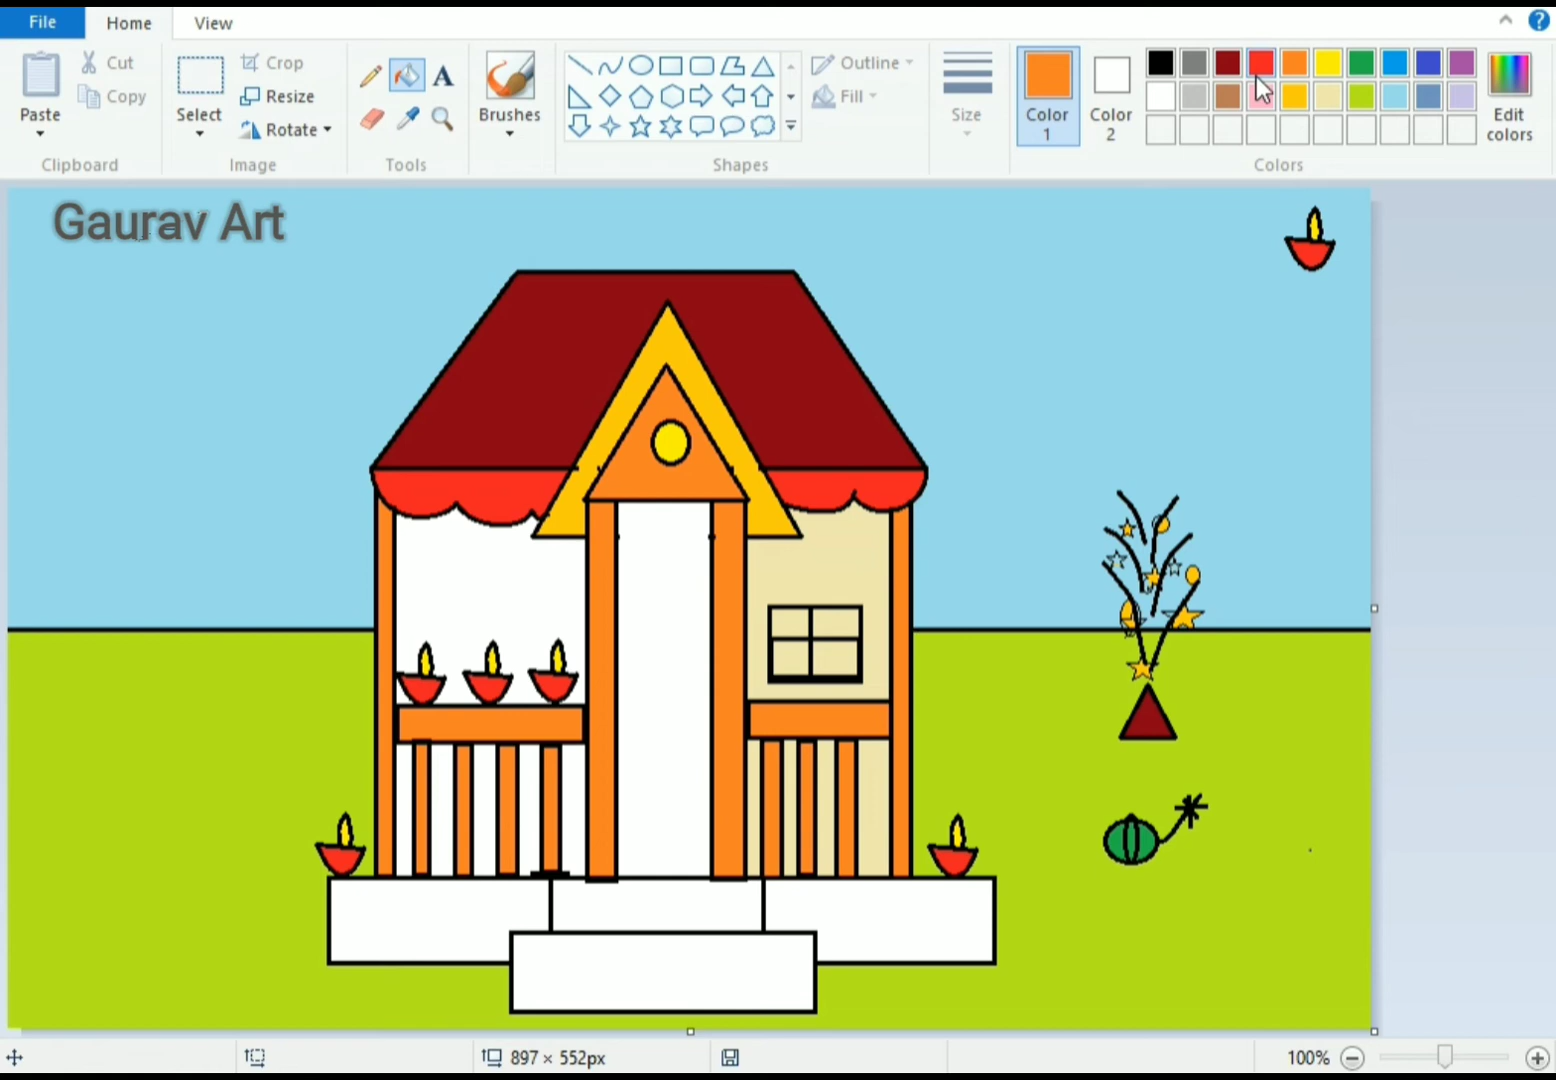 File Home View
Paste
Cut
Copy
Clipboard
Select
Crop
Resize
Rotate
Image
A
Tools
Brushes
Shapes
Outline
Fill
Size
Color 1
Color 2
Edit colors
Colors
Gaurav Art
897 × 552px
100%